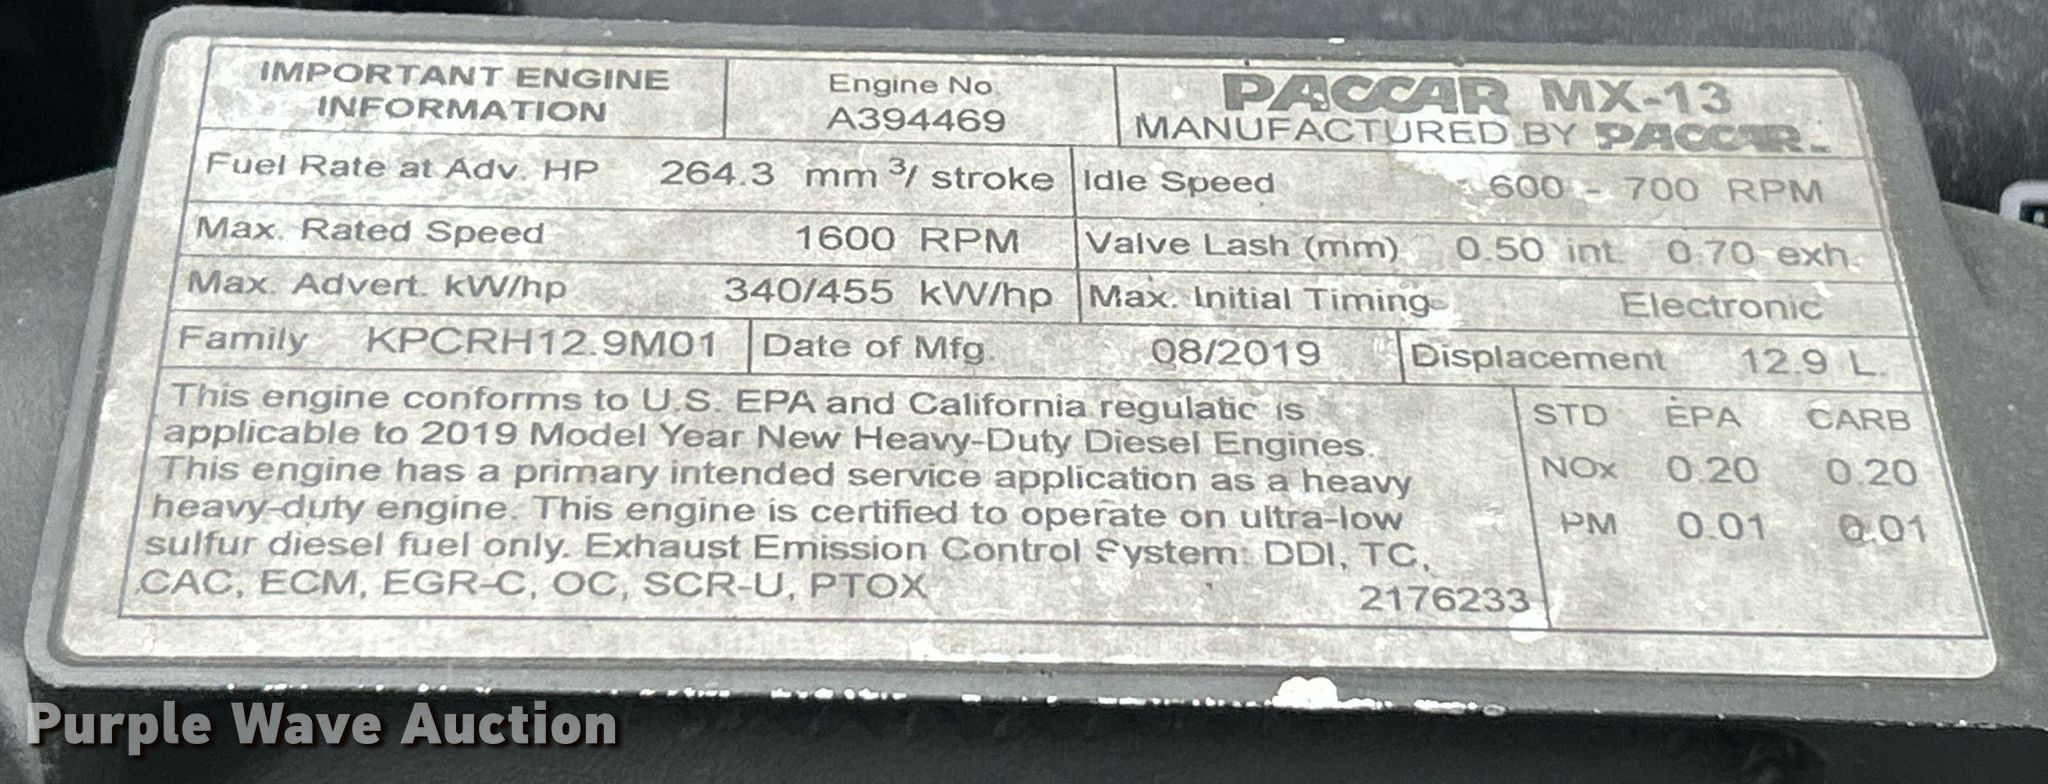 IMPORTANT ENGINE
INFORMATION
Engine No.
A394469
PACCAR MX-13
MANUFACTURED BY PACCAR
Fuel Rate at Adv. HP 264.3 mm³/ stroke
Idle Speed 600 - 700 RPM
Max. Rated Speed 1600 RPM
Valve Lash (mm) 0.50 int. 0.70 exh.
Max. Advert. kW/hp 340/455 kW/hp
Max. Initial Timing Electronic
Family KPCRH12.9M01
Date of Mfg. 08/2019
Displacement 12.9 L.
This engine conforms to U.S. EPA and California regulatic is
applicable to 2019 Model Year New Heavy-Duty Diesel Engines.
This engine has a primary intended service application as a heavy
heavy-duty engine. This engine is certified to operate on ultra-low
sulfur diesel fuel only. Exhaust Emission Control System: DDI, TC,
CAC, ECM, EGR-C, OC, SCR-U, PTOX
2176233
STD EPA CARB
NOx 0.20 0.20
PM 0.01 0.01
Purple Wave Auction